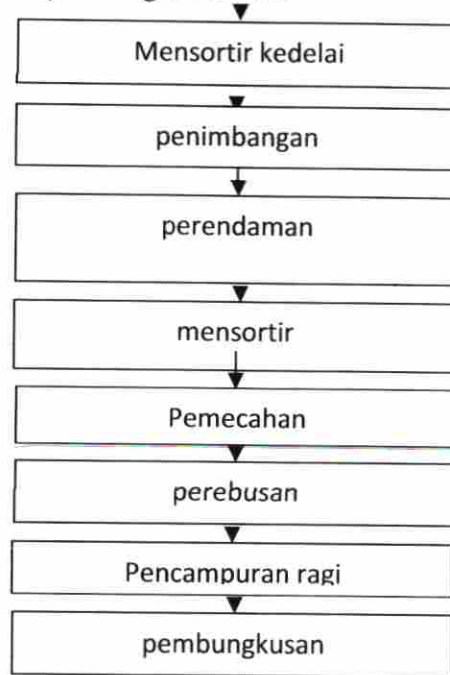 Mensortir kedelai
penimbangan
perendaman
mensortir
Pemecahan
perebusan
Pencampuran ragi
pembungkusan